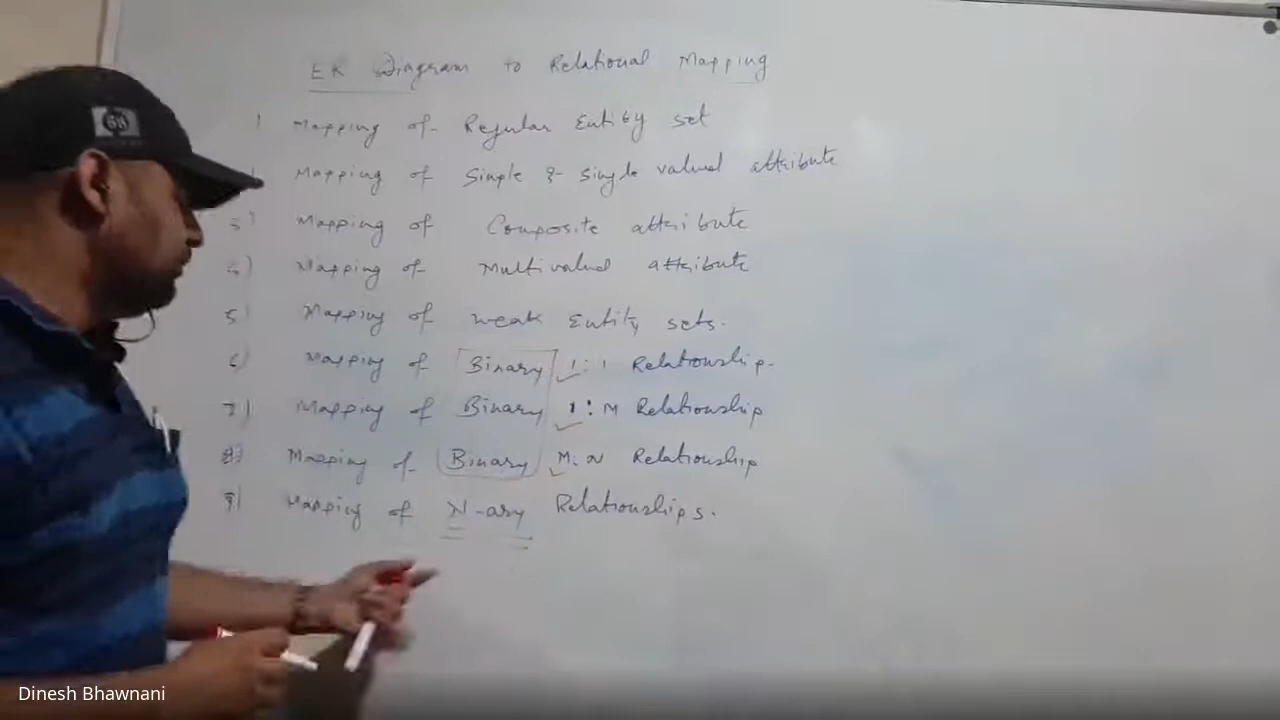 ER Diagram to Relational Mapping
1 Mapping of Regular Entity set
Mapping of Simple & Single valued attribute
3) Mapping of Composite attribute
4) Mapping of Multivalued attribute
5) Mapping of weak Entity sets.
6) Mapping of Binary 1:1 Relationship.
7) Mapping of Binary 1:M Relationship
8) Mapping of Binary M:N Relationship
9) Mapping of N-ary Relationships.
Dinesh Bhawnani